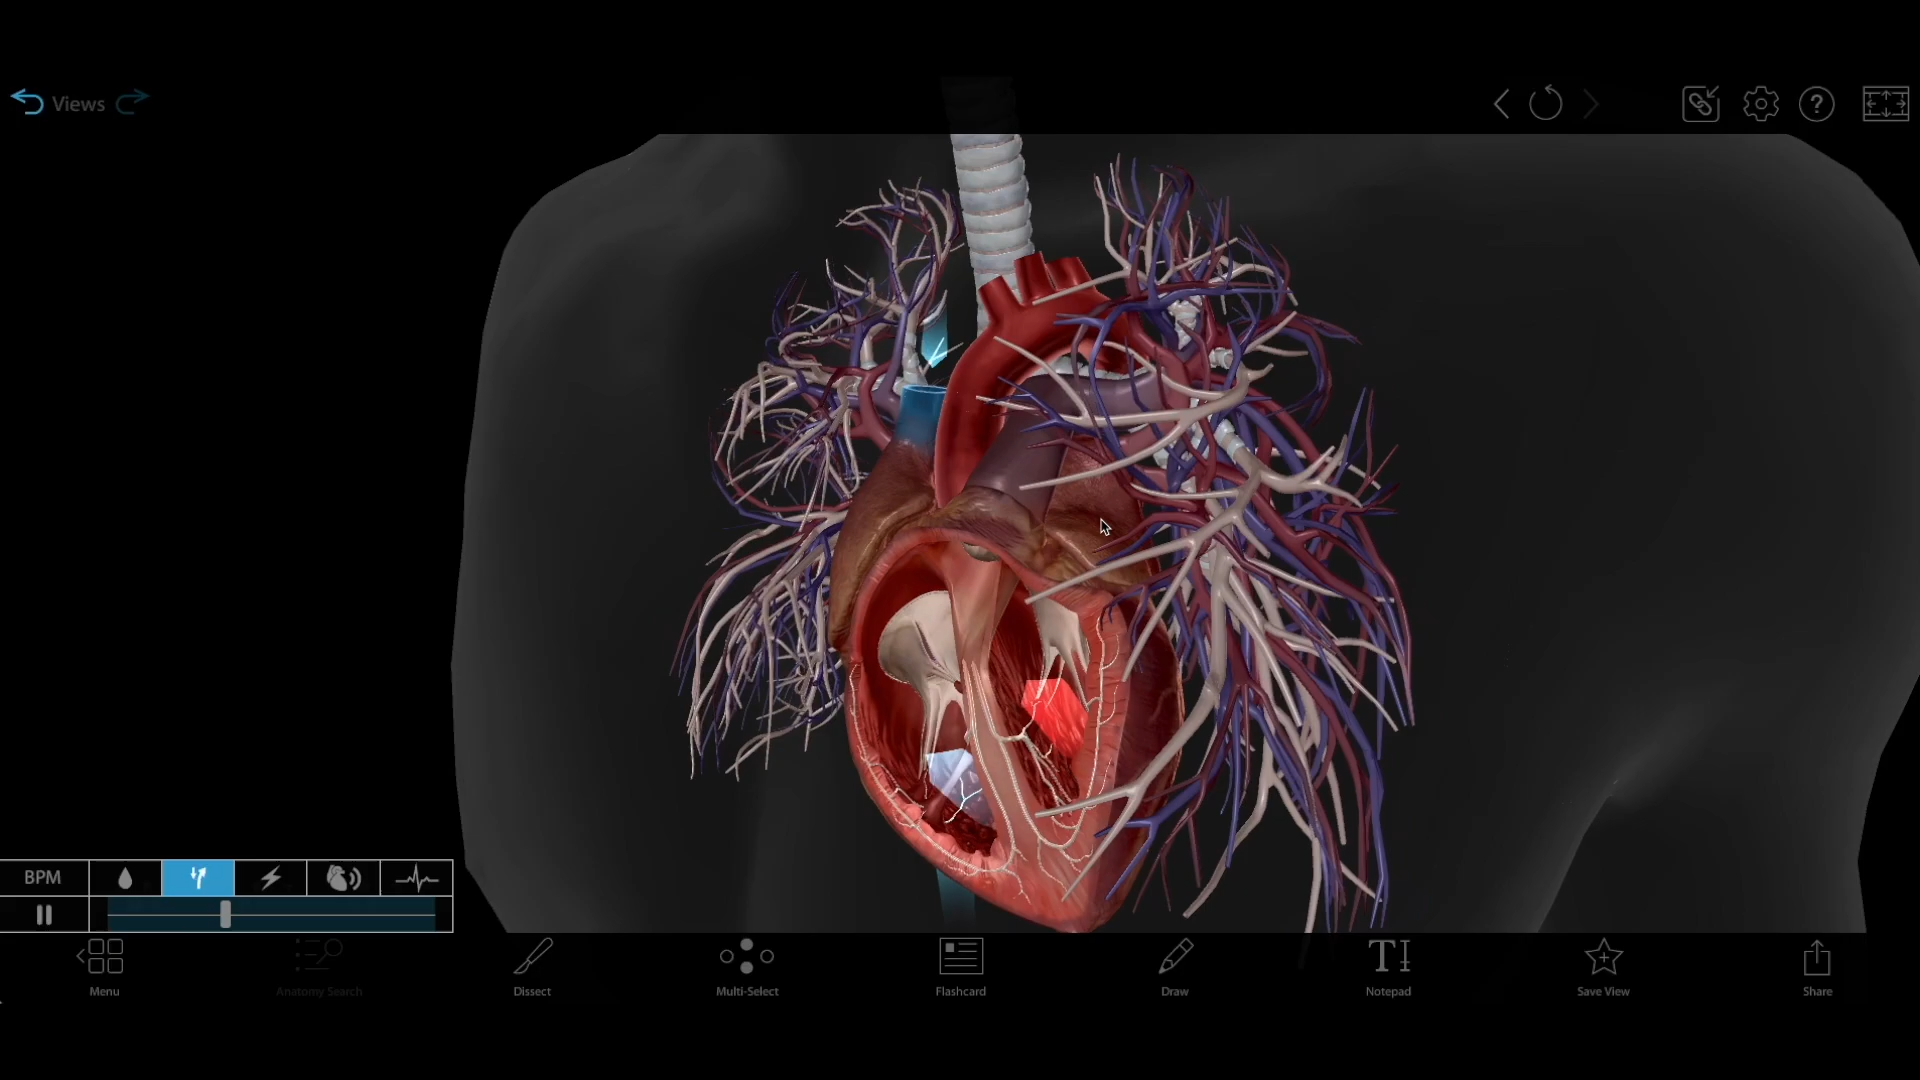 Views
?
BPM
Menu
Anatomy Search
Dissect
Multi-Select
Flashcard
Draw
Notepad
Save View
Share